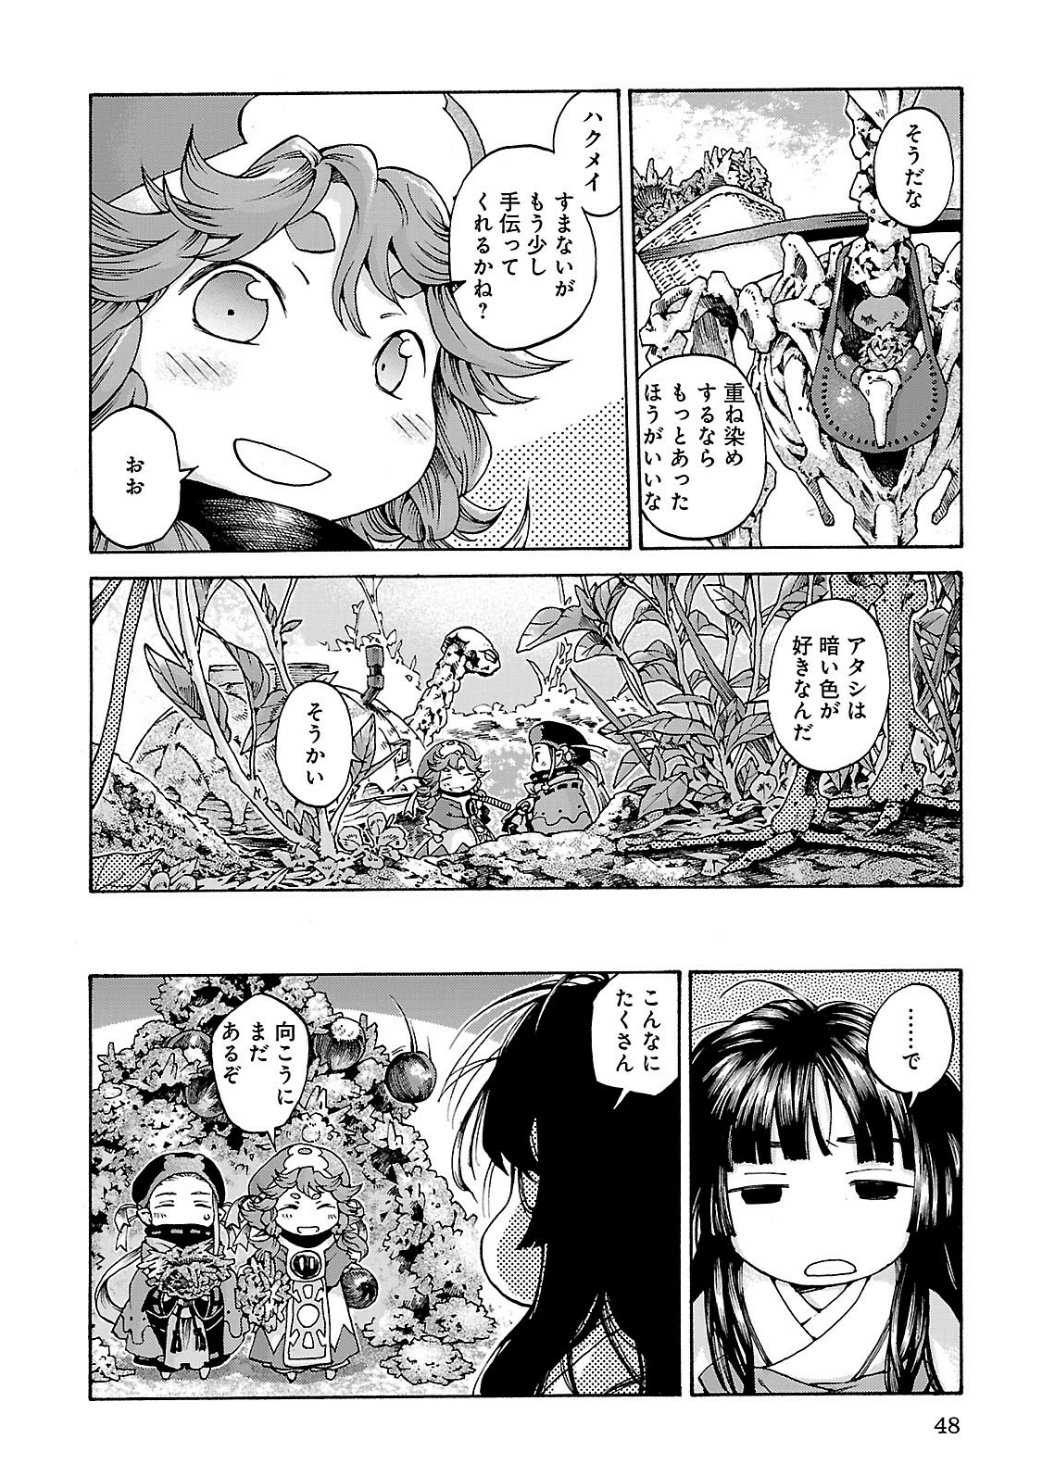 そうだな
重ね染め
するなら
もっとあった
ほうがいいな
ハクメイ
すまないが
もう少し
手伝って
くれるかね?
おお
アタシは
暗い色が
好きなんだ
そうかい
……で
こんなに
たくさん
向こうに
まだ
あるぞ
48